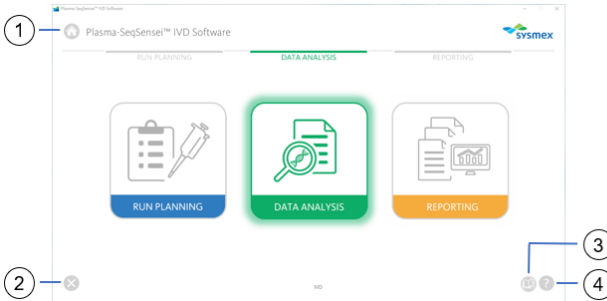 Plasma-SeqSensei™ IVD Software
1
Plasma-SeqSensei™ IVD Software
sysmex
RUN PLANNING
DATA ANALYSIS
REPORTING
RUN PLANNING
DATA ANALYSIS
REPORTING
3
2
IVD
?
4